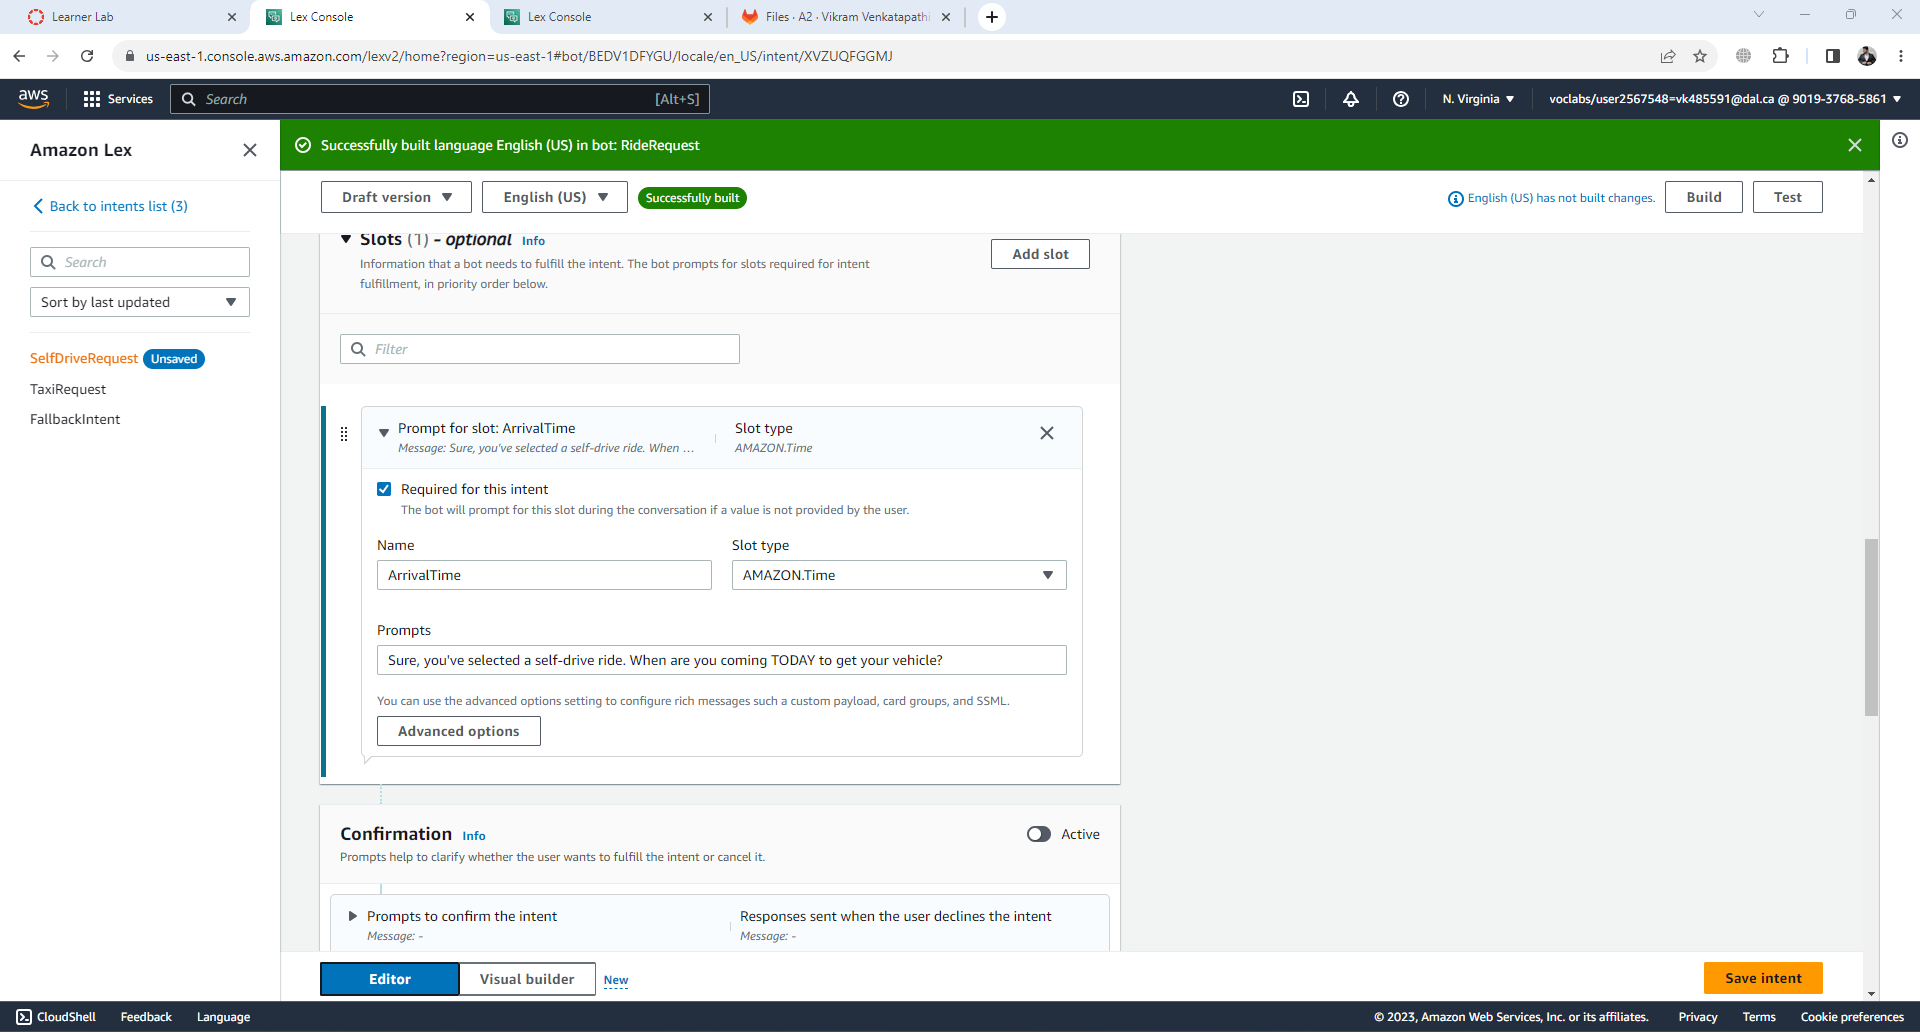 Learner Lab
Lex Console
Lex Console
Files · A2 · Vikram Venkatapathi
us-east-1.console.aws.amazon.com/lexv2/home?region=us-east-1#bot/BEDV1DFYGU/locale/en_US/intent/XVZUQFGGMJ
aws
Services
Search
[Alt+S]
N. Virginia
voclabs/user2567548=vk485591@dal.ca @ 9019-3768-5861
Amazon Lex
Successfully built language English (US) in bot: RideRequest
Back to intents list (3)
Draft version
English (US)
Successfully built
English (US) has not built changes.
Build
Test
Search
Sort by last updated
SelfDriveRequest
Unsaved
TaxiRequest
FallbackIntent
Slots (1) - optional
Info
Add slot
Information that a bot needs to fulfill the intent. The bot prompts for slots required for intent
fulfillment, in priority order below.
Filter
Prompt for slot: ArrivalTime
Message: Sure, you've selected a self-drive ride. When ...
Slot type
AMAZON.Time
Required for this intent
The bot will prompt for this slot during the conversation if a value is not provided by the user.
Name
Slot type
ArrivalTime
AMAZON.Time
Prompts
Sure, you've selected a self-drive ride. When are you coming TODAY to get your vehicle?
You can use the advanced options setting to configure rich messages such a custom payload, card groups, and SSML.
Advanced options
Confirmation
Info
Active
Prompts help to clarify whether the user wants to fulfill the intent or cancel it.
Prompts to confirm the intent
Message: -
Responses sent when the user declines the intent
Message: -
Editor
Visual builder
New
Save intent
CloudShell
Feedback
Language
© 2023, Amazon Web Services, Inc. or its affiliates.
Privacy
Terms
Cookie preferences